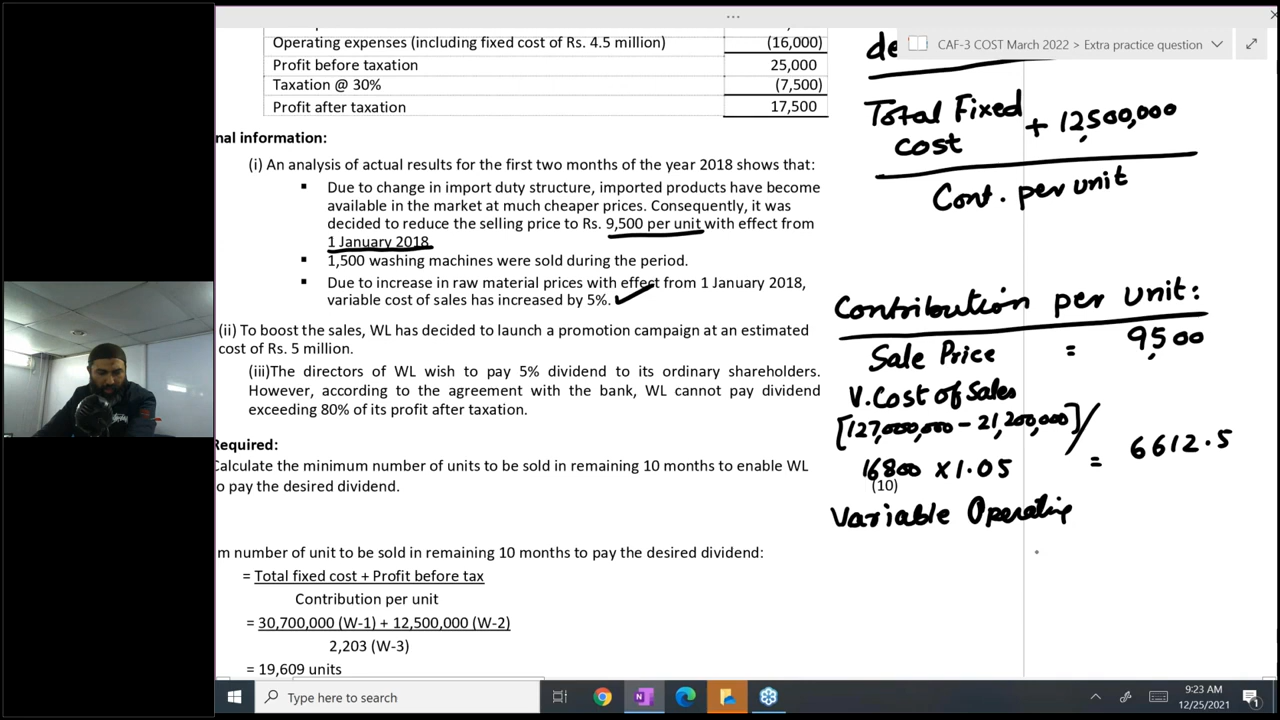 ...
CAF-3 COST March 2022 > Extra practice question
Operating expenses (including fixed cost of Rs. 4.5 million) (16,000)
Profit before taxation 25,000
Taxation @ 30% (7,500)
Profit after taxation 17,500
nal information:
(i) An analysis of actual results for the first two months of the year 2018 shows that:
▪ Due to change in import duty structure, imported products have become
available in the market at much cheaper prices. Consequently, it was
decided to reduce the selling price to Rs. 9,500 per unit with effect from
1 January 2018.
▪ 1,500 washing machines were sold during the period.
▪ Due to increase in raw material prices with effect from 1 January 2018,
variable cost of sales has increased by 5%.
(ii) To boost the sales, WL has decided to launch a promotion campaign at an estimated
cost of Rs. 5 million.
(iii)The directors of WL wish to pay 5% dividend to its ordinary shareholders.
However, according to the agreement with the bank, WL cannot pay dividend
exceeding 80% of its profit after taxation.
Required:
Calculate the minimum number of units to be sold in remaining 10 months to enable WL
o pay the desired dividend.
(10)
m number of unit to be sold in remaining 10 months to pay the desired dividend:
= Total fixed cost + Profit before tax
Contribution per unit
= 30,700,000 (W-1) + 12,500,000 (W-2)
2,203 (W-3)
= 19,609 units
de
Total Fixed
cost + 12,500,000
Cont. per unit
Contribution per unit:
Sale Price = 9,500
V. Cost of Sales
[127,000,000 - 21,200,000]/
16800 x 1.05 = 6612.5
Variable Operating
Type here to search
9:23 AM
12/25/2021